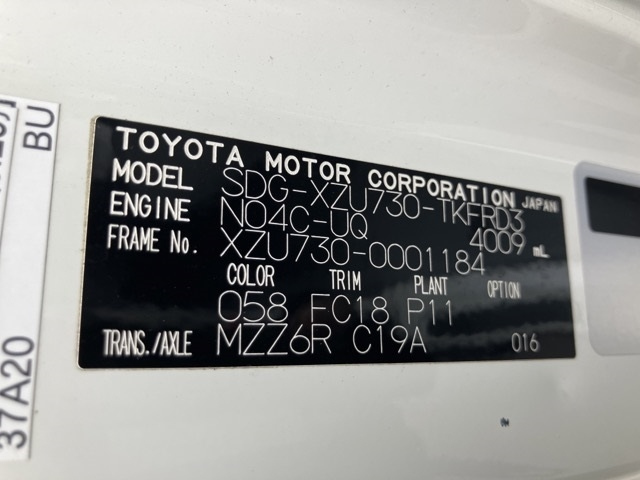 TOYOTA MOTOR CORPORATION JAPAN
MODEL SDG-XZU730-TKFRD3
ENGINE N04C-UQ 4009 mL
FRAME No. XZU730-0001184
COLOR TRIM PLANT OPTION
058 FC18 P11
TRANS./AXLE MZZ6R C19A 016
BU
37A20